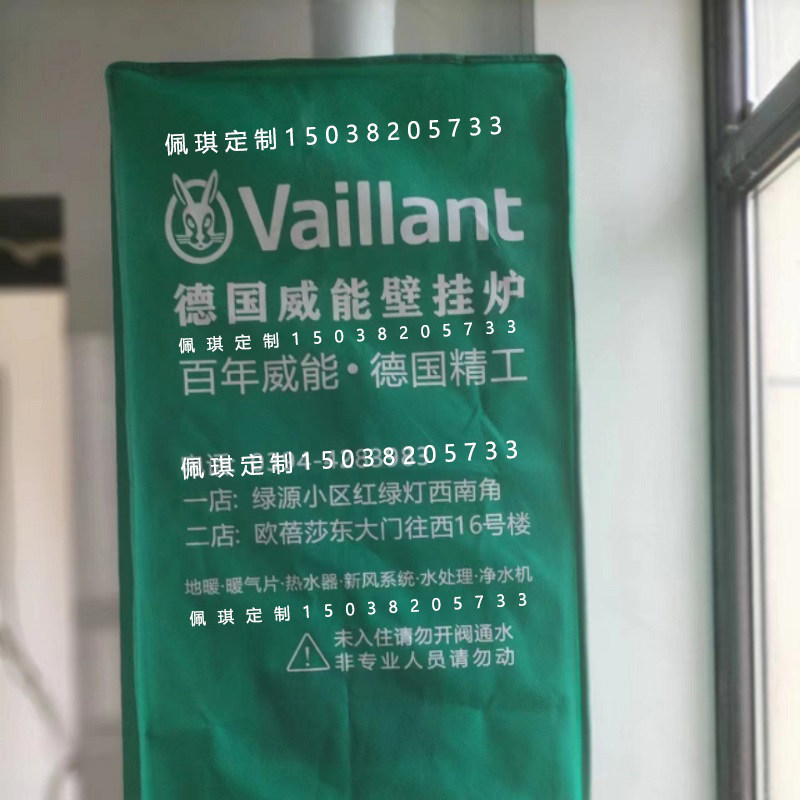 佩琪定制15038205733
Vaillant
德国威能壁挂炉
佩琪定制15038205733
百年威能·德国精工
佩琪定制15038205733
一店: 绿源小区红绿灯西南角
二店: 欧蓓莎东大门往西16号楼
地暖·暖气片·热水器·新风系统·水处理·净水机
佩琪定制15038205733
未入住请勿开阀通水
非专业人员请勿动